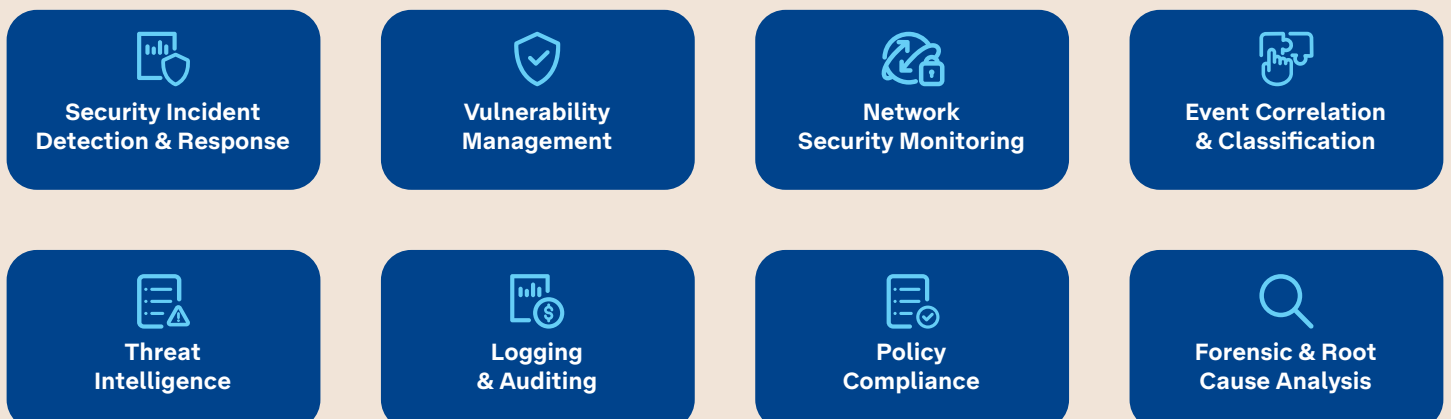 Security Incident
Detection & Response
Vulnerability
Management
Network
Security Monitoring
Event Correlation
& Classification
Threat
Intelligence
Logging
& Auditing
Policy
Compliance
Forensic & Root
Cause Analysis